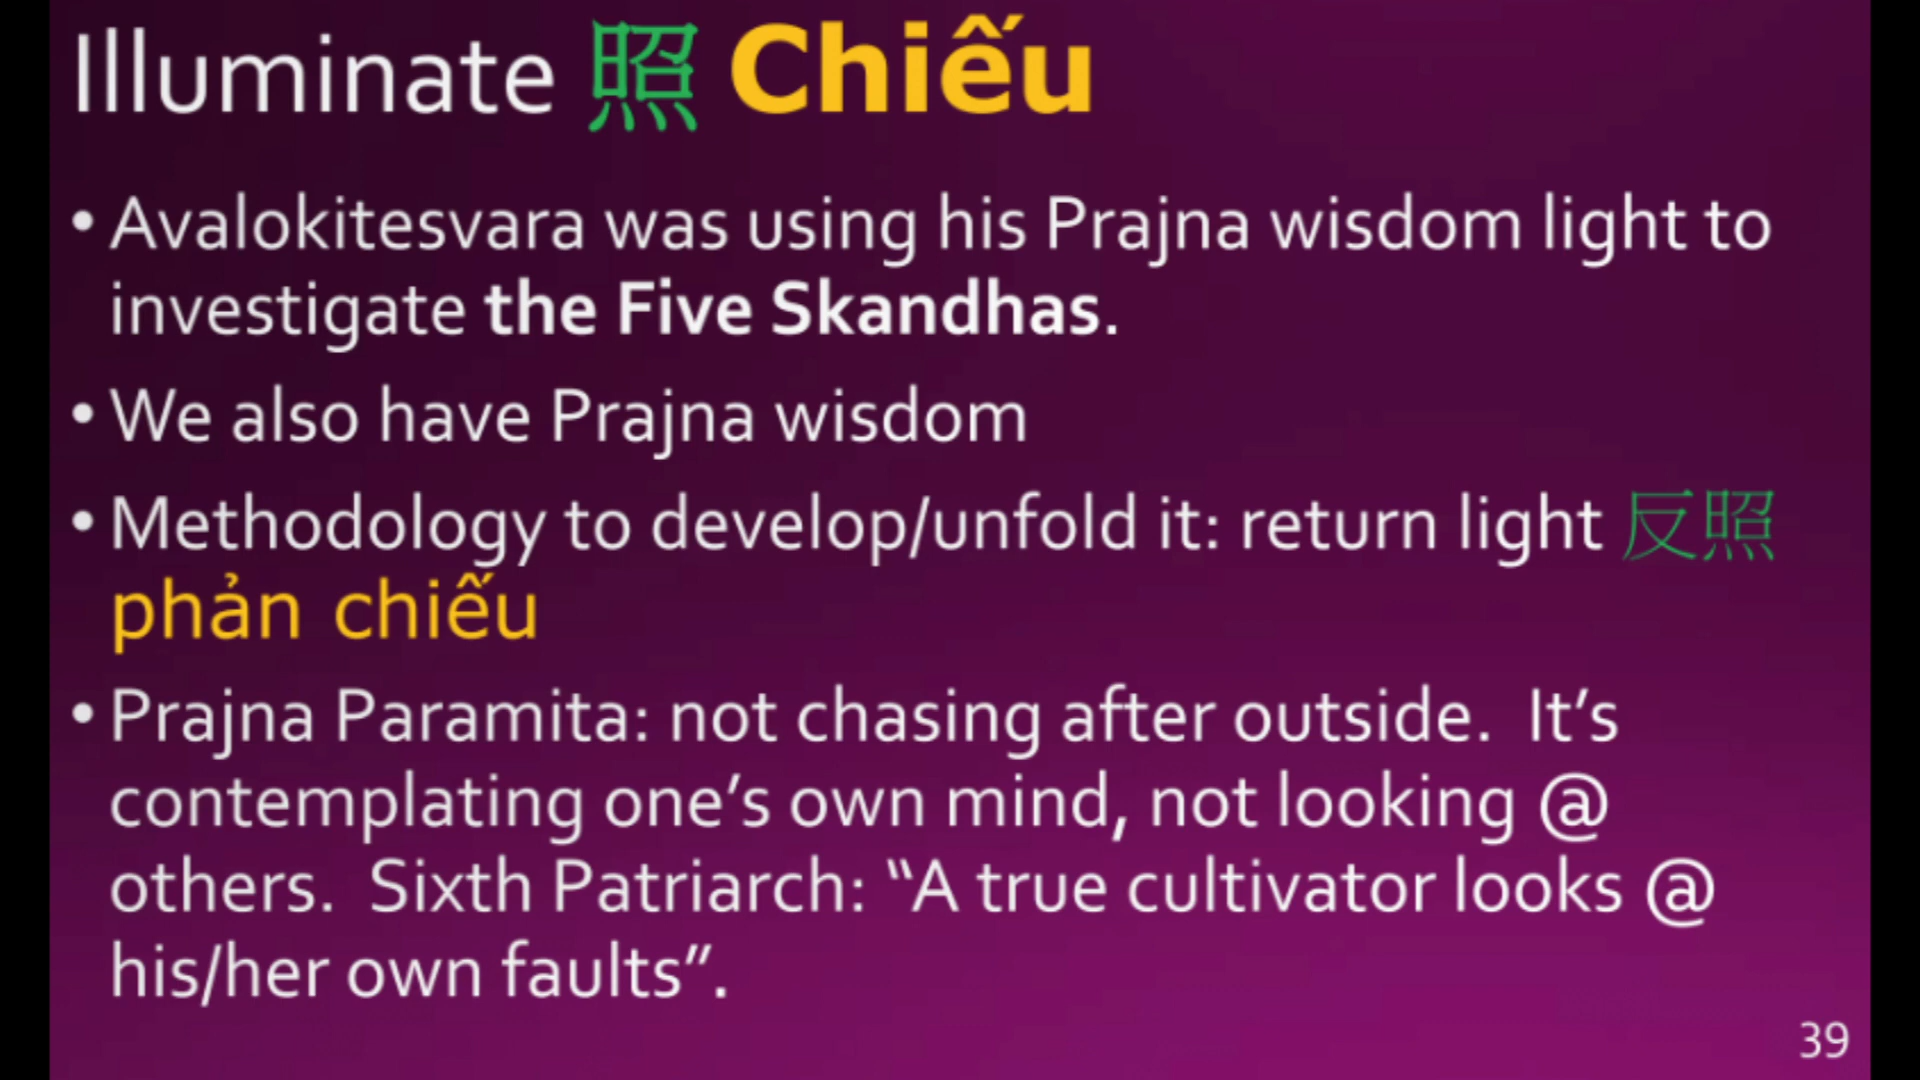 Illuminate 照 Chiếu
• Avalokitesvara was using his Prajna wisdom light to
investigate the Five Skandhas.
• We also have Prajna wisdom
• Methodology to develop/unfold it: return light 反照
phản chiếu
• Prajna Paramita: not chasing after outside.  It’s
contemplating one’s own mind, not looking @
others.  Sixth Patriarch: “A true cultivator looks @
his/her own faults”.
39